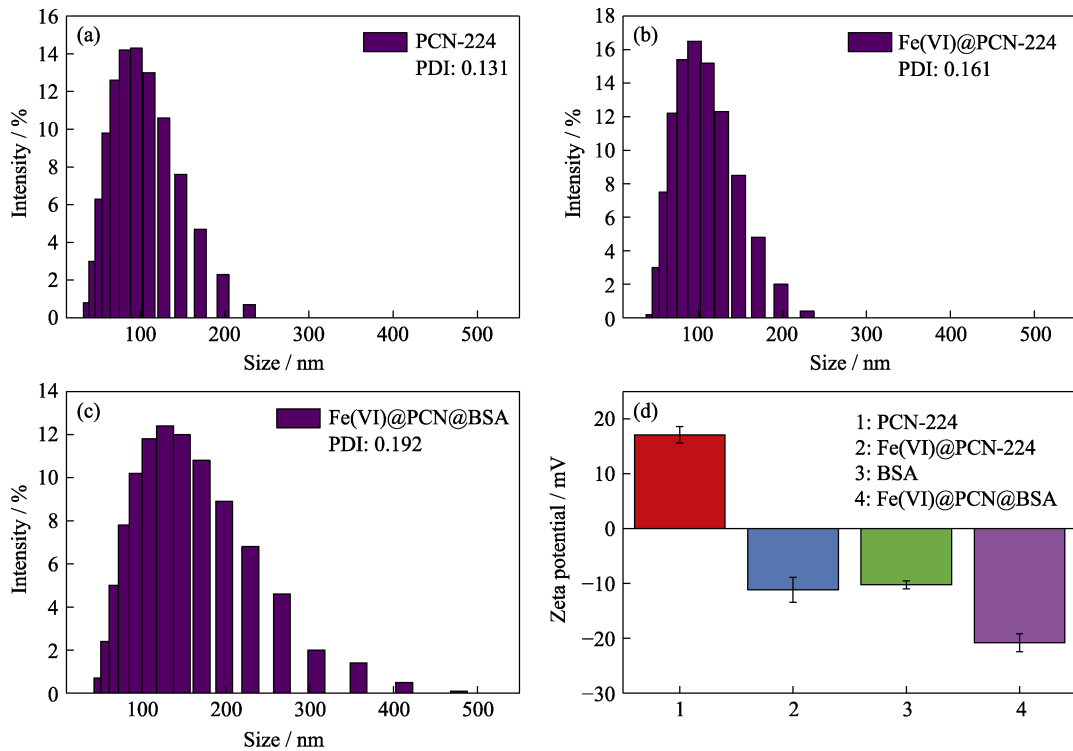 (a)
PCN-224
PDI: 0.131
16
14
12
10
8
6
4
2
0
Intensity / %
100
200
300
400
500
Size / nm
(b)
Fe(VI)@PCN-224
PDI: 0.161
18
16
14
12
10
8
6
4
2
0
Intensity / %
100
200
300
400
500
Size / nm
(c)
Fe(VI)@PCN@BSA
PDI: 0.192
14
12
10
8
6
4
2
0
Intensity / %
100
200
300
400
500
Size / nm
(d)
1: PCN-224
2: Fe(VI)@PCN-224
3: BSA
4: Fe(VI)@PCN@BSA
20
10
0
−10
−20
−30
Zeta potential / mV
1
2
3
4